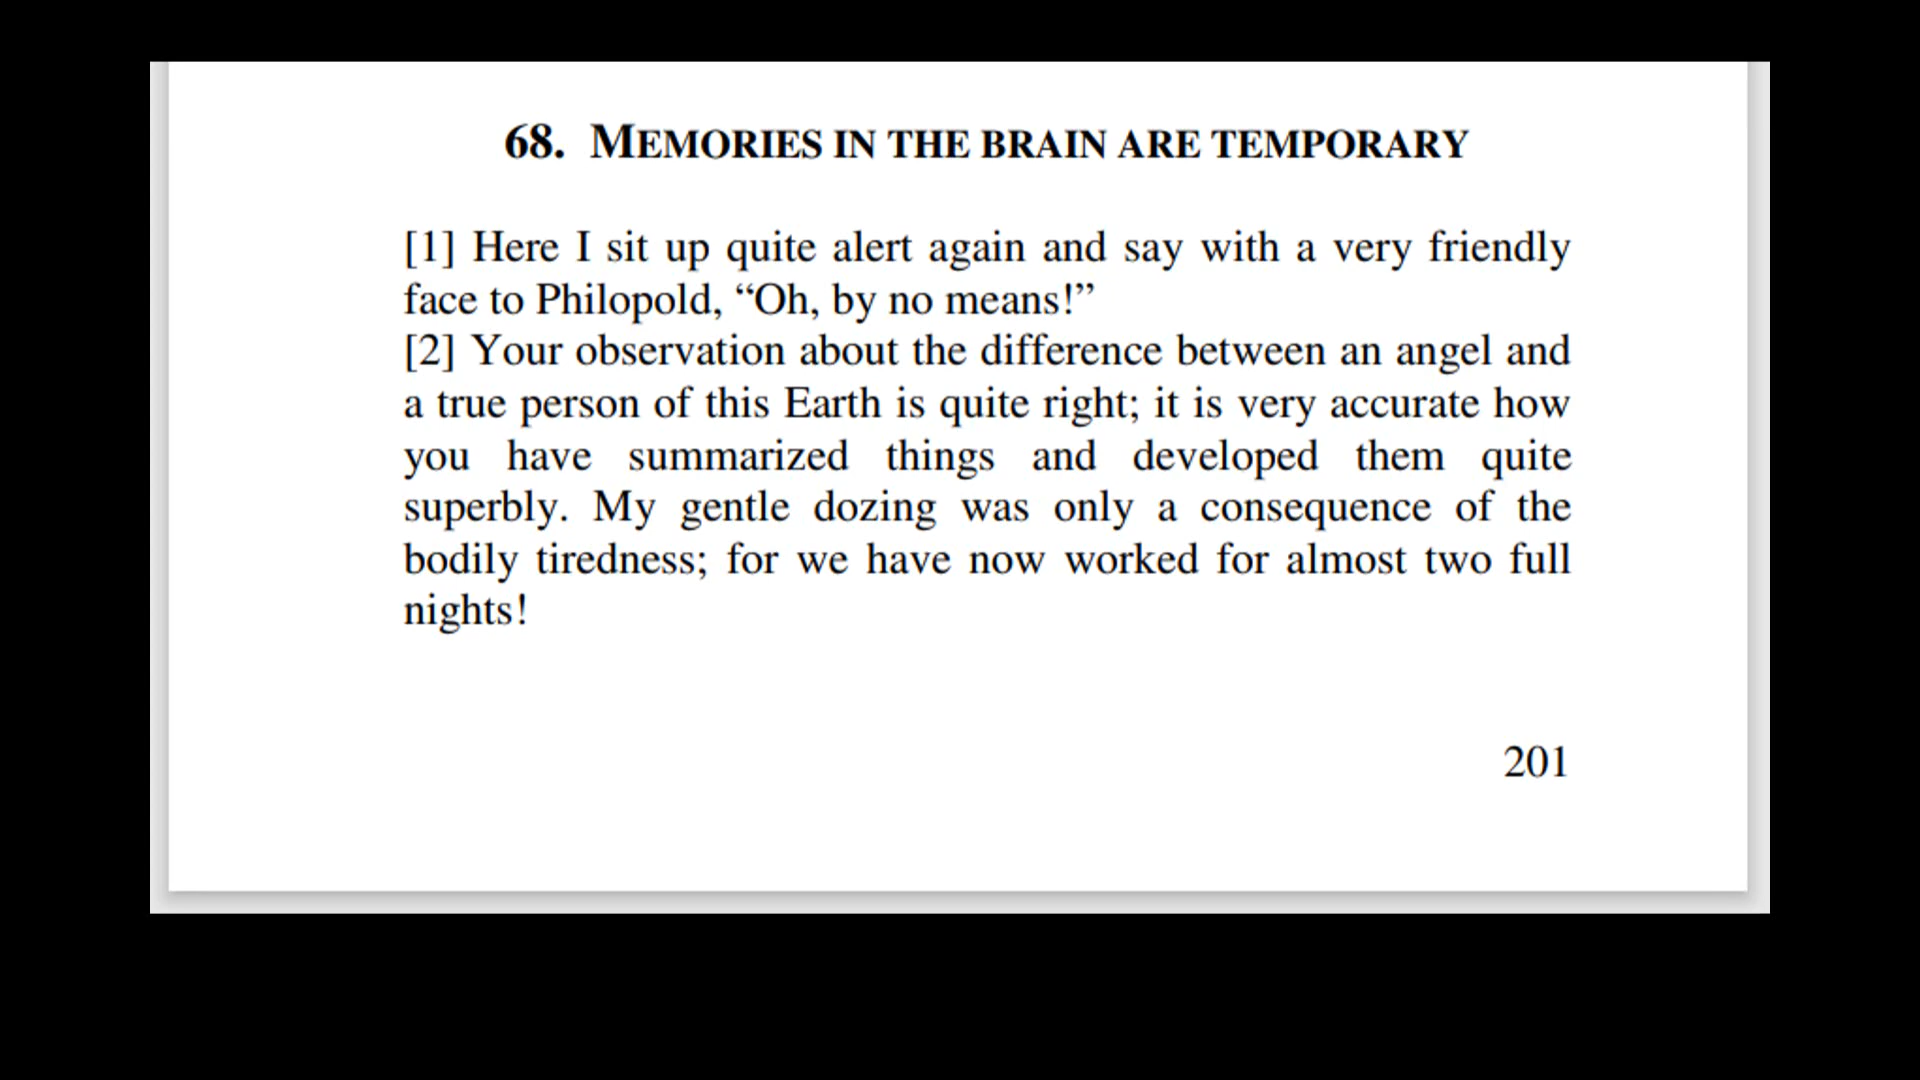 68. MEMORIES IN THE BRAIN ARE TEMPORARY
[1] Here I sit up quite alert again and say with a very friendly
face to Philopold, “Oh, by no means!”
[2] Your observation about the difference between an angel and
a true person of this Earth is quite right; it is very accurate how
you have summarized things and developed them quite
superbly. My gentle dozing was only a consequence of the
bodily tiredness; for we have now worked for almost two full
nights!
201